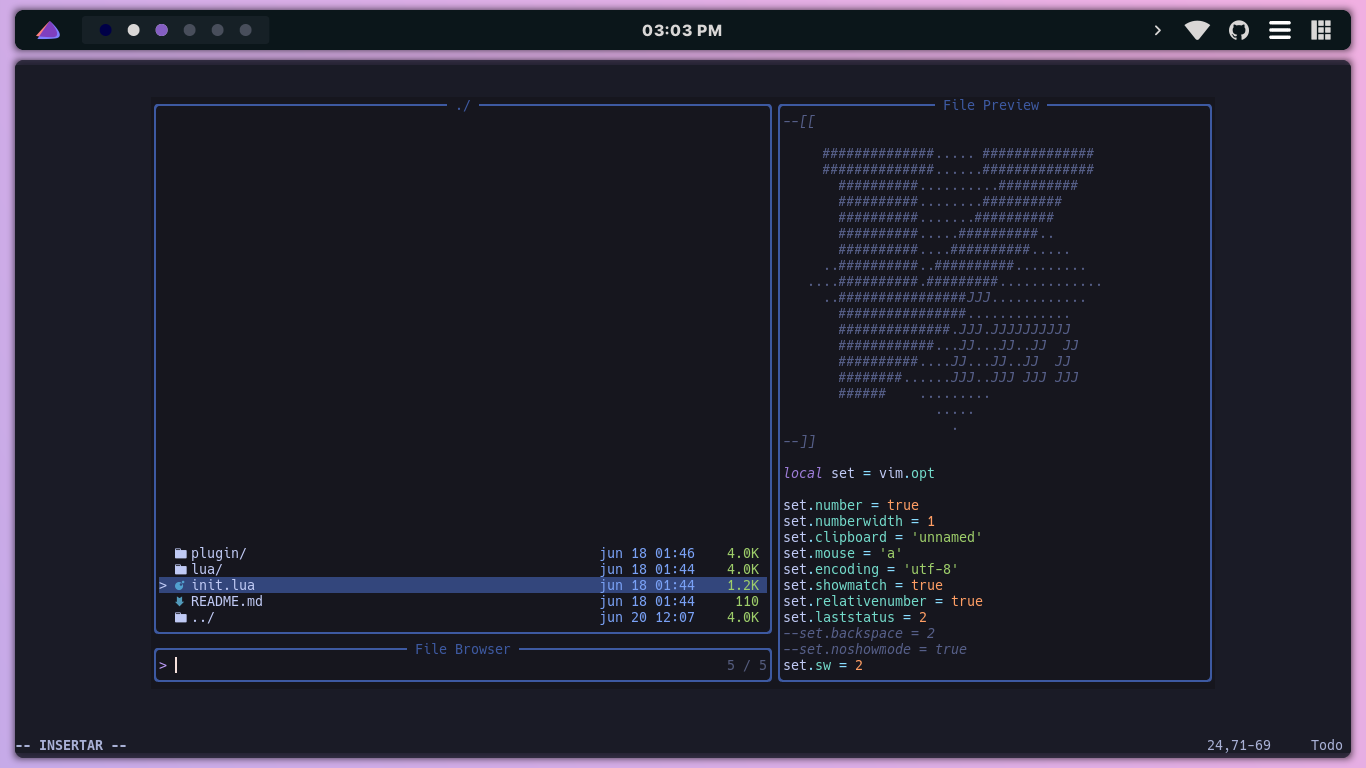 03:03 PM
./
plugin/ jun 18 01:46 4.0K
lua/ jun 18 01:44 4.0K
> init.lua jun 18 01:44 1.2K
README.md jun 18 01:44 110
../ jun 20 12:07 4.0K
File Browser
> 5 / 5
File Preview
--[[
     ##############..... ##############
     ##############......##############
       ##########..........##########
       ##########........##########
       ##########.......##########
       ##########.....##########..
       ##########....##########.....
     ..##########..##########.........
   ....##########.#########.............
     ..################JJJ............
       ################.............
       ##############.JJJ.JJJJJJJJJJ
       ############...JJ...JJ..JJ  JJ
       ##########....JJ...JJ..JJ  JJ
       ########......JJJ..JJJ JJJ JJJ
       ######    .........
                   .....
                     .
--]]
local set = vim.opt
set.number = true
set.numberwidth = 1
set.clipboard = 'unnamed'
set.mouse = 'a'
set.encoding = 'utf-8'
set.showmatch = true
set.relativenumber = true
set.laststatus = 2
--set.backspace = 2
--set.noshowmode = true
set.sw = 2
-- INSERTAR -- 24,71-69 Todo